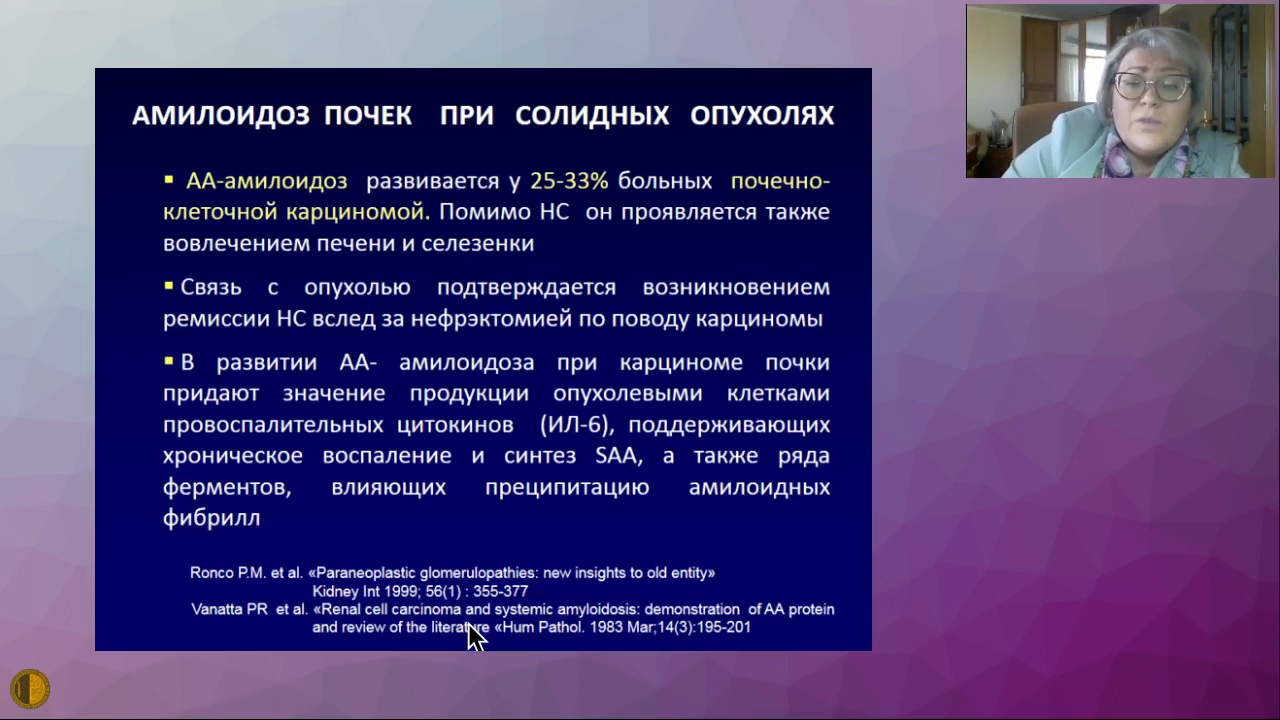 АМИЛОИДОЗ ПОЧЕК ПРИ СОЛИДНЫХ ОПУХОЛЯХ
▪ АА-амилоидоз развивается у 25-33% больных почечно-
клеточной карциномой. Помимо НС он проявляется также
вовлечением печени и селезенки
▪ Связь с опухолью подтверждается возникновением
ремиссии НС вслед за нефрэктомией по поводу карциномы
▪ В развитии АА- амилоидоза при карциноме почки
придают значение продукции опухолевыми клетками
провоспалительных цитокинов (ИЛ-6), поддерживающих
хроническое воспаление и синтез SAA, а также ряда
ферментов, влияющих преципитацию амилоидных
фибрилл
Ronco P.M. et al. «Paraneoplastic glomerulopathies: new insights to old entity»
Kidney Int 1999; 56(1) : 355-377
Vanatta PR et al. «Renal cell carcinoma and systemic amyloidosis: demonstration of AA protein
and review of the literature «Hum Pathol. 1983 Mar;14(3):195-201